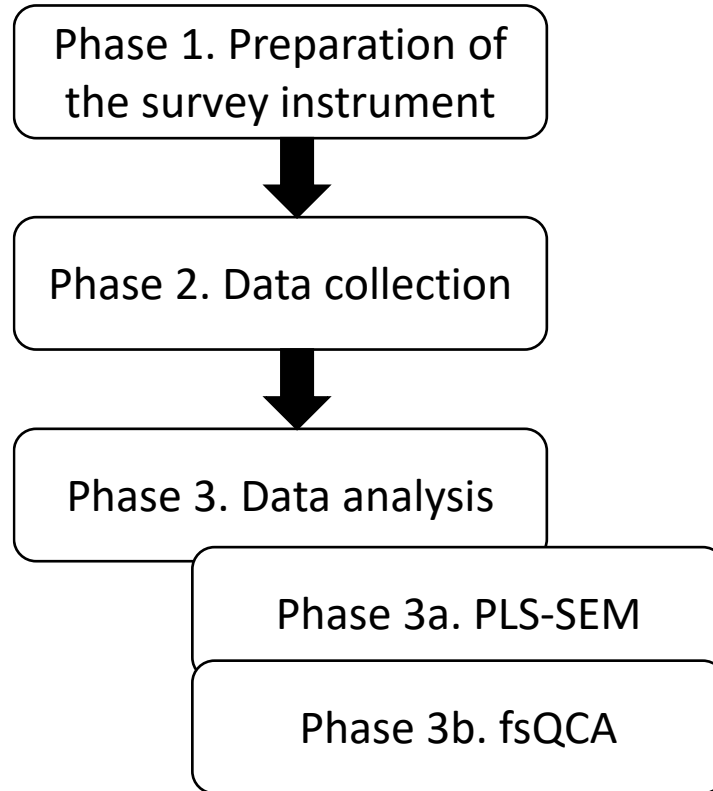 Phase 1. Preparation of
the survey instrument
Phase 2. Data collection
Phase 3. Data analysis
Phase 3a. PLS-SEM
Phase 3b. fsQCA